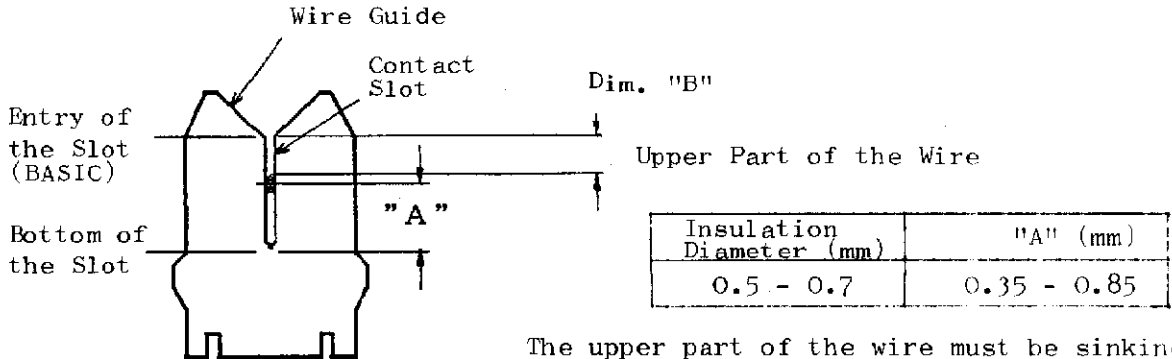 Wire Guide
Contact
Slot
Dim. "B"
Entry of
the Slot
(BASIC)
Upper Part of the Wire
"A"
Bottom of
the Slot
Insulation
Diameter (mm)
"A" (mm)
0.5 - 0.7
0.35 - 0.85
The upper part of the wire must be sinkin